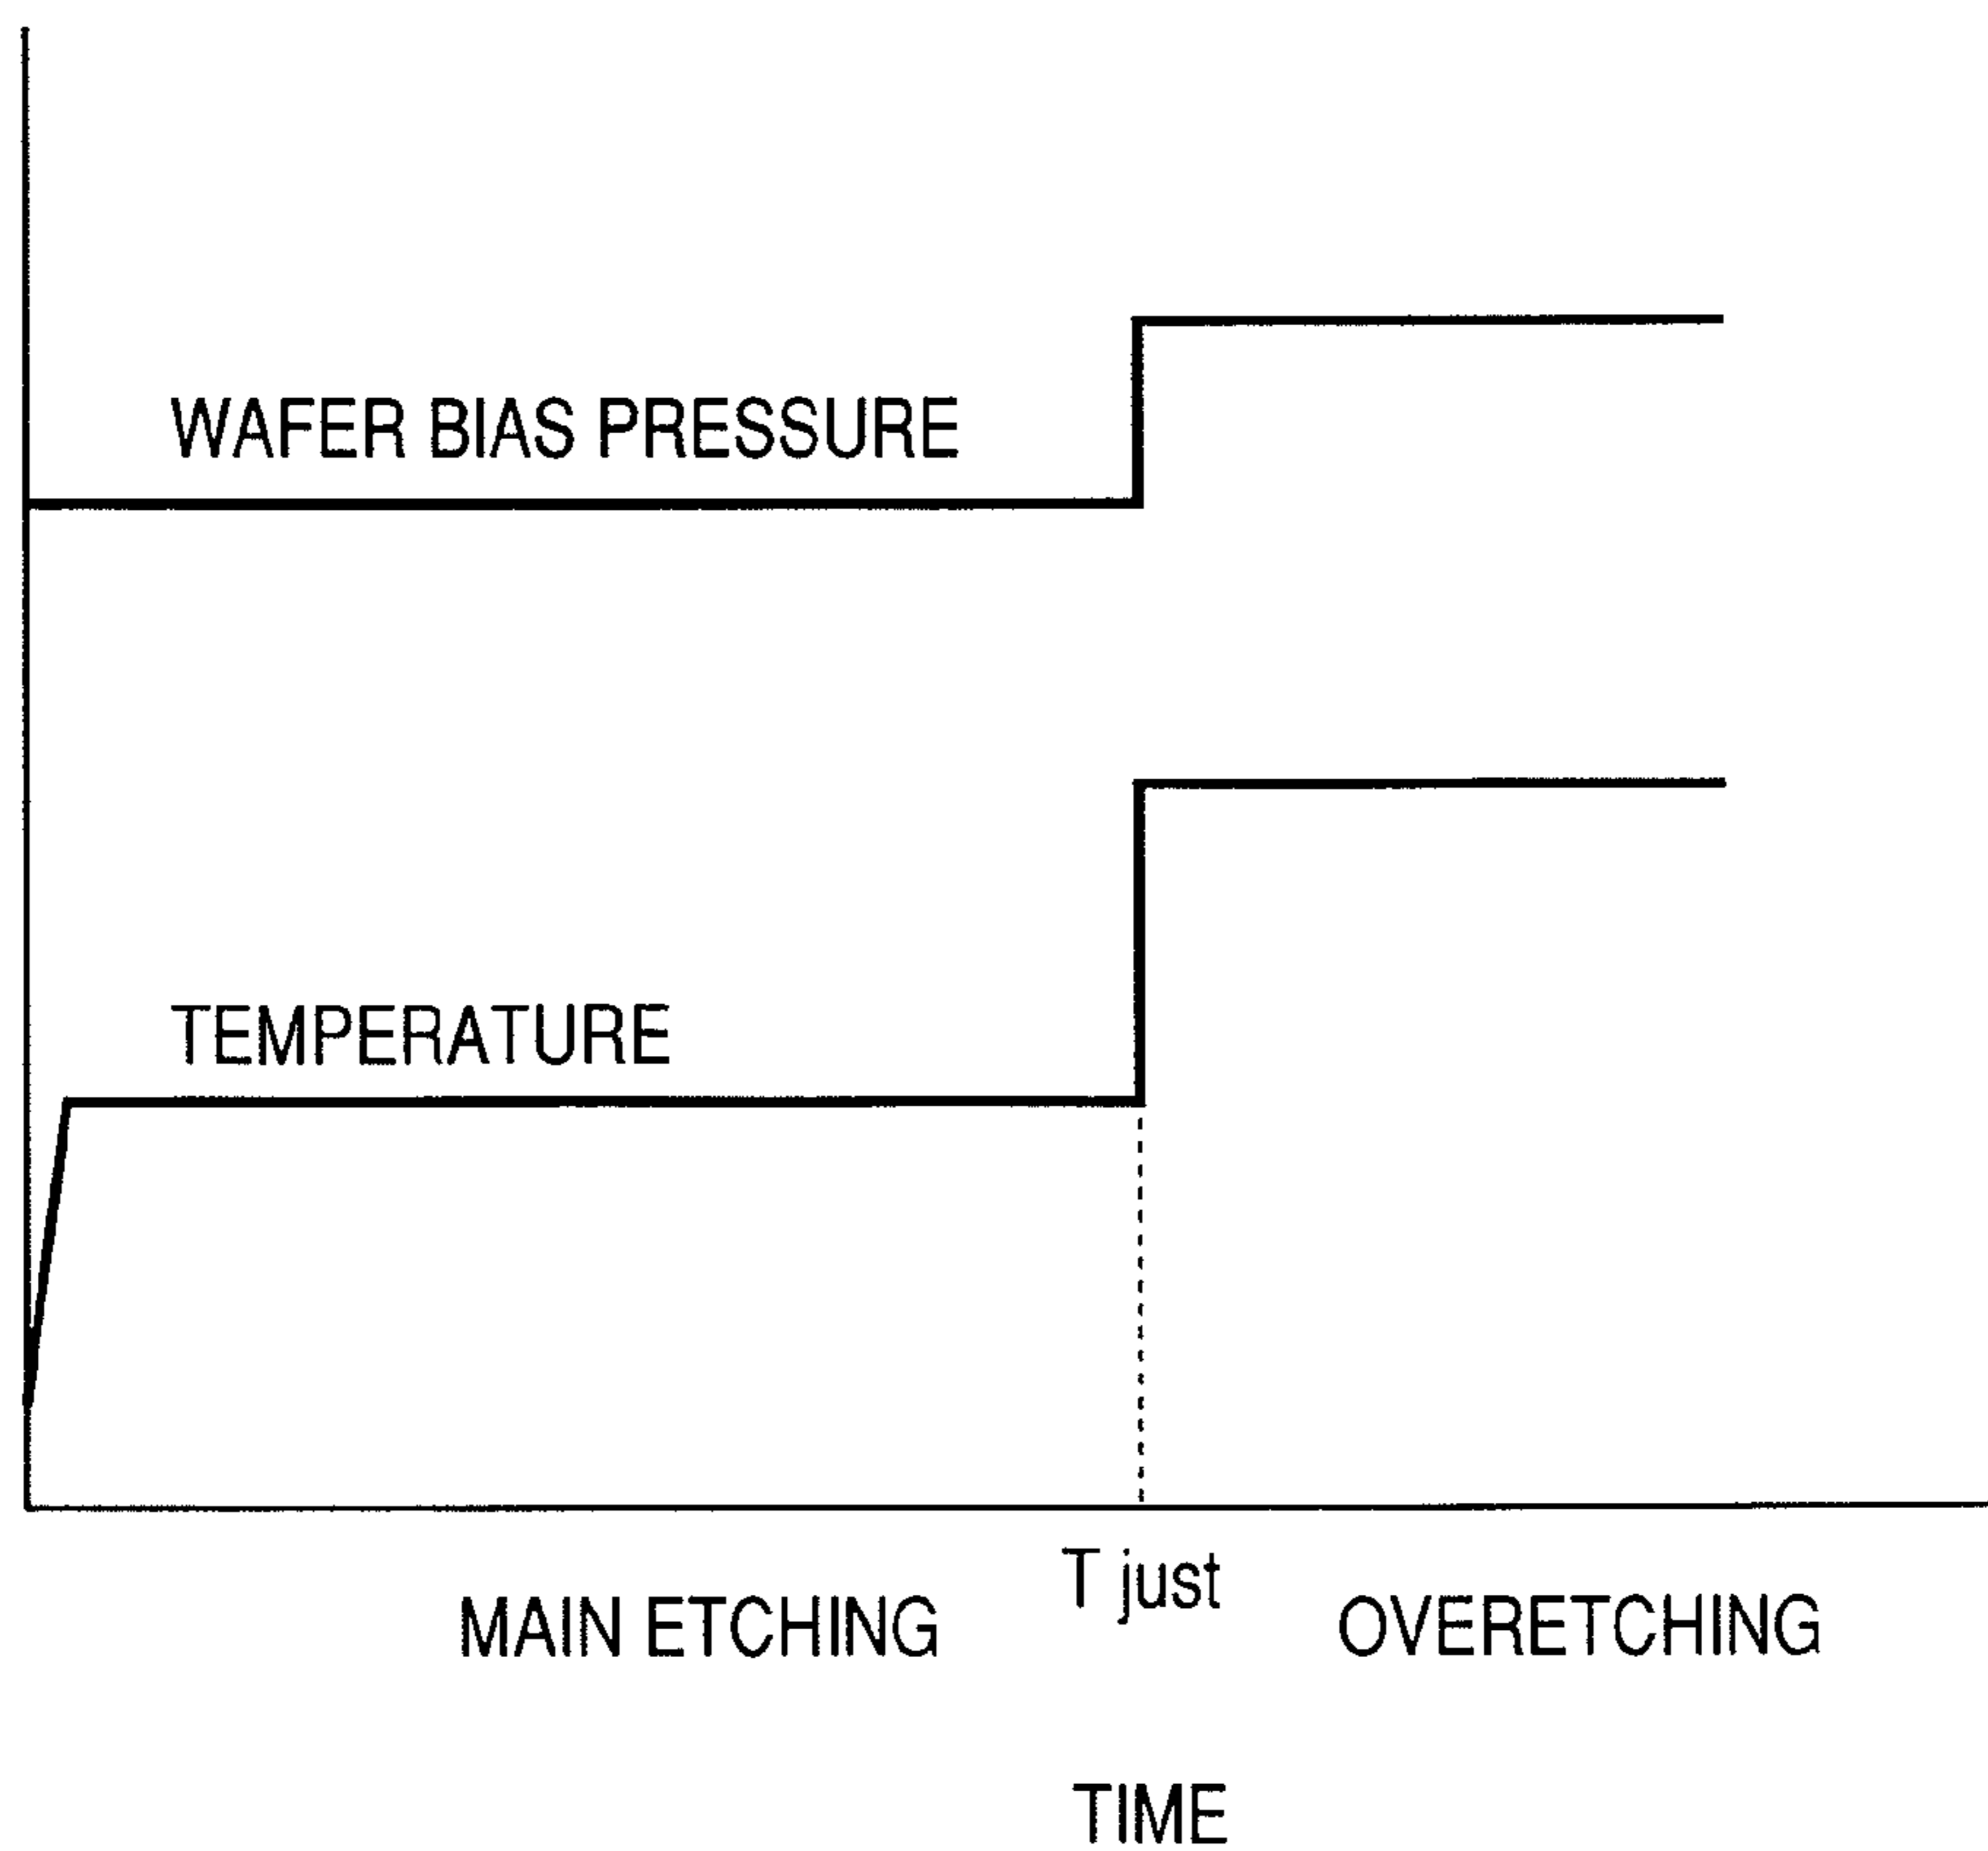 WAFER BIAS PRESSURE
TEMPERATURE
T just
MAIN ETCHING
OVERETCHING
TIME